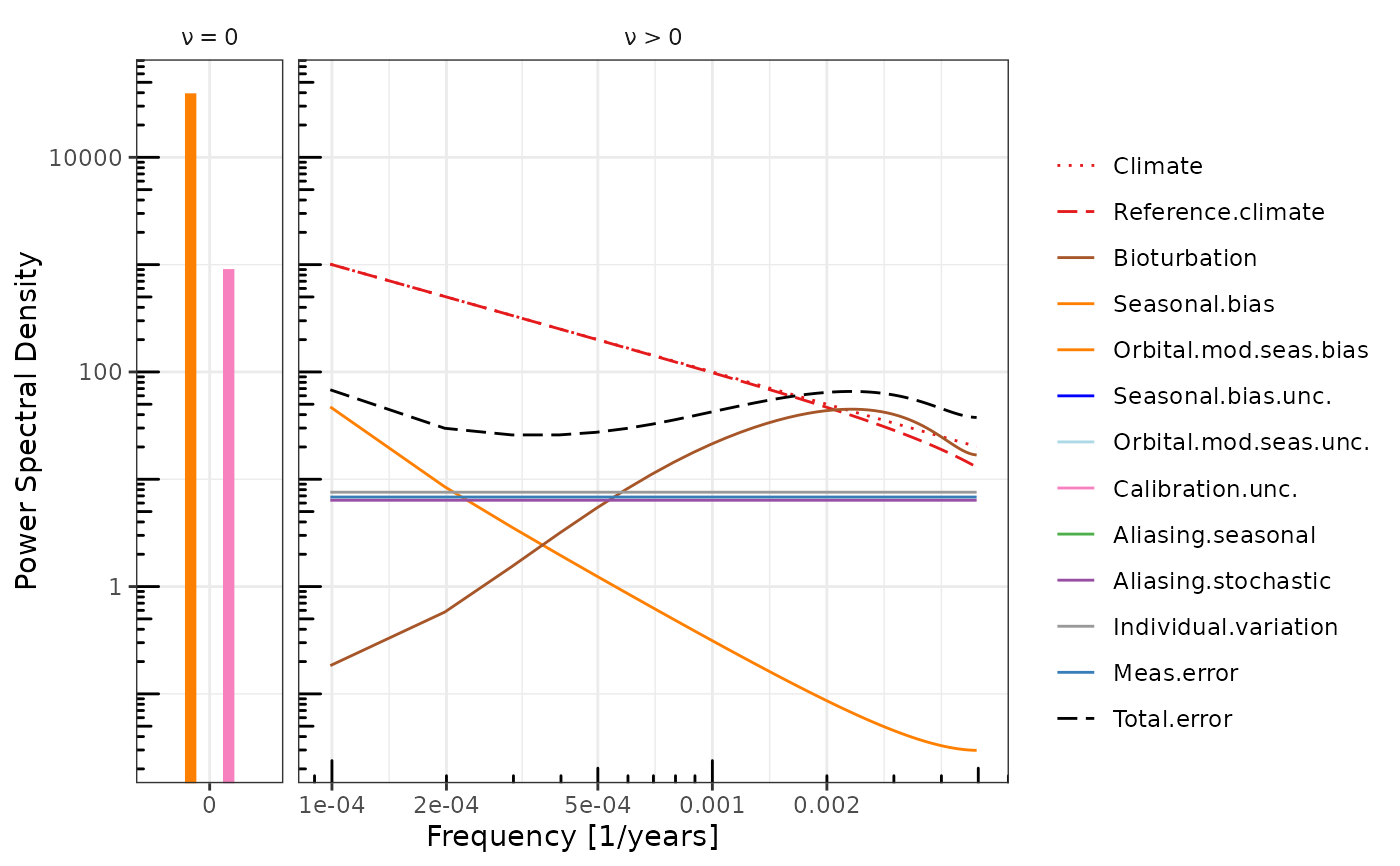 ν = 0
ν > 0
Power Spectral Density
10000
100
1
0
1e-04
2e-04
5e-04
0.001
0.002
Frequency [1/years]
Climate
Reference.climate
Bioturbation
Seasonal.bias
Orbital.mod.seas.bias
Seasonal.bias.unc.
Orbital.mod.seas.unc.
Calibration.unc.
Aliasing.seasonal
Aliasing.stochastic
Individual.variation
Meas.error
Total.error